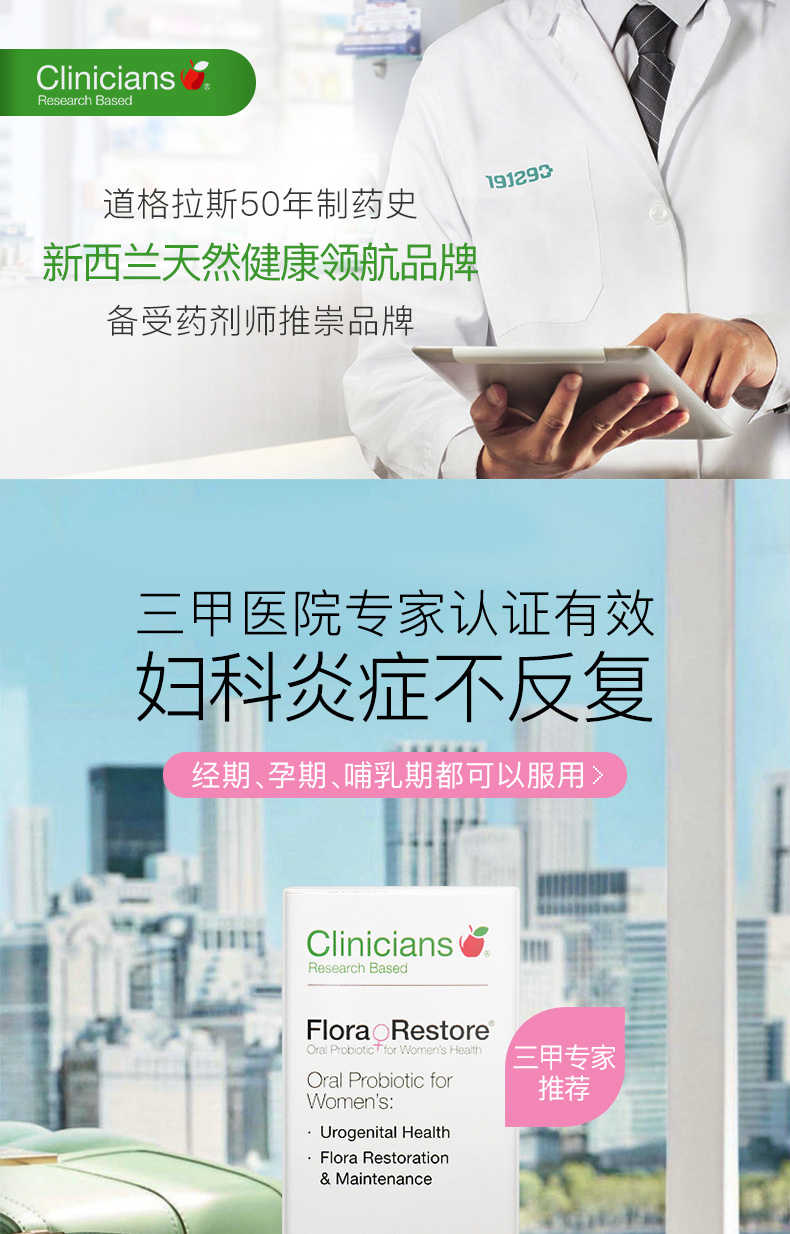 Clinicians
Research Based
道格拉斯50年制药史
新西兰天然健康领航品牌
备受药剂师推崇品牌
三甲医院专家认证有效
妇科炎症不反复
经期、孕期、哺乳期都可以服用>
Clinicians
Research Based
Flora Restore®
Oral Probiotic for Women's Health
Oral Probiotic for
Women's:
· Urogenital Health
· Flora Restoration
& Maintenance
三甲专家
推荐